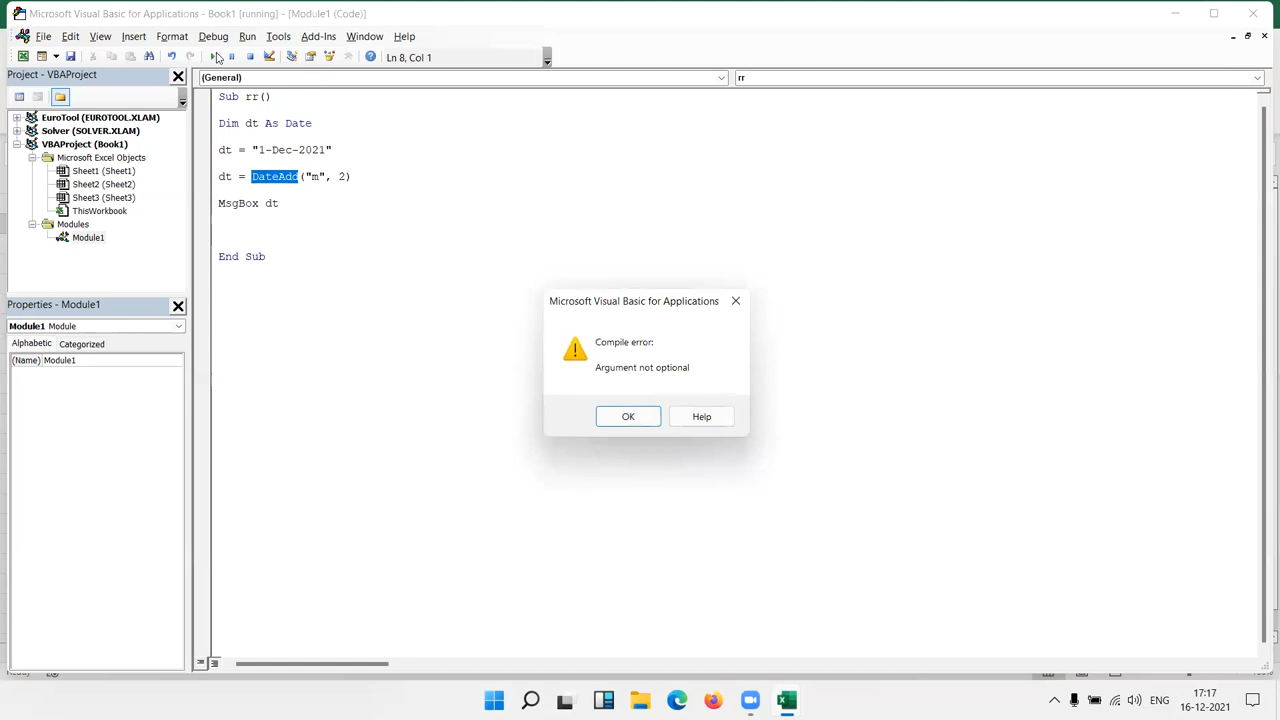 Microsoft Visual Basic for Applications - Book1 [running] - [Module1 (Code)]
File Edit View Insert Format Debug Run Tools Add-Ins Window Help
Ln 8, Col 1
Project - VBAProject
(General)
rr
EuroTool (EUROTOOL.XLAM)
Solver (SOLVER.XLAM)
VBAProject (Book1)
Microsoft Excel Objects
Sheet1 (Sheet1)
Sheet2 (Sheet2)
Sheet3 (Sheet3)
ThisWorkbook
Modules
Module1
Properties - Module1
Module1 Module
Alphabetic Categorized
(Name) Module1
Sub rr()
Dim dt As Date
dt = "1-Dec-2021"
dt = DateAdd("m", 2)
MsgBox dt
End Sub
Microsoft Visual Basic for Applications
Compile error:
Argument not optional
OK Help
ENG
17:17
16-12-2021